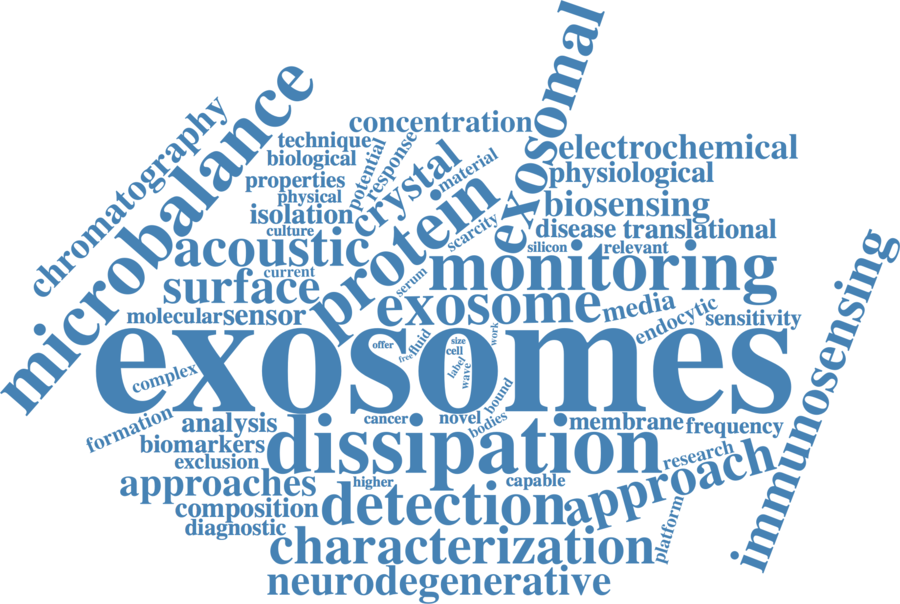 exosomal
microbalance
chromatography
concentration
technique
biological
potential
response
crystal
material
electrochemical
physiological
properties
physical
isolation
culture
protein
scarcity
biosensing
disease translational
silicon
relevant
acoustic
current
serum
monitoring
surface
exosome
media
endocytic
sensitivity
molecular
sensor
immunosensing
exosomes
offer
free
fluid
size
cell
label
wave
work
complex
bound
bodies
formation
analysis
cancer
novel
membrane
frequency
biomarkers
dissipation
exclusion
research
approaches
higher
capable
approach
composition
detection
diagnostic
platform
characterization
neurodegenerative